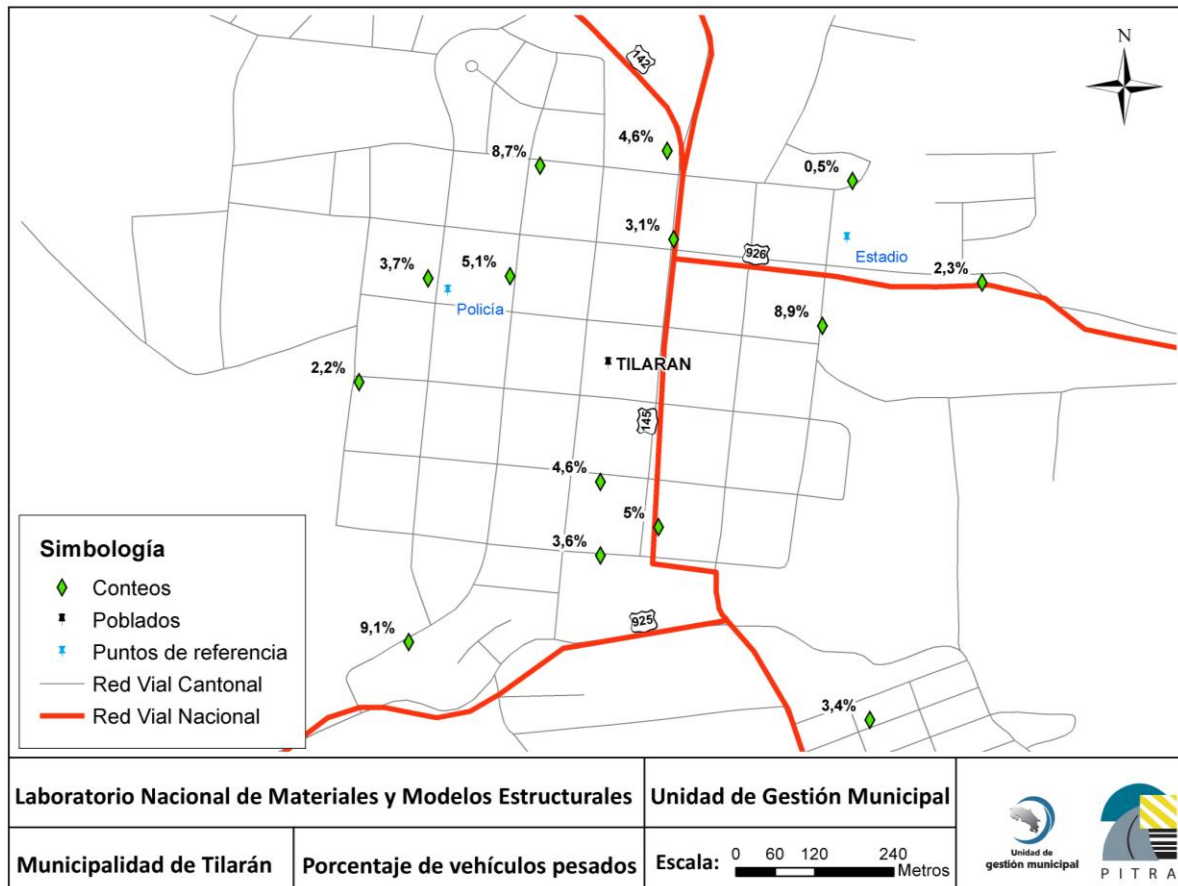 N
142
4,6%
8,7%
0,5%
3,1%
926
Estadio
3,7%
5,1%
2,3%
Policía
8,9%
TILARAN
2,2%
145
4,6%
5%
3,6%
925
9,1%
3,4%
Simbología
Conteos
Poblados
Puntos de referencia
Red Vial Cantonal
Red Vial Nacional
Laboratorio Nacional de Materiales y Modelos Estructurales
Unidad de Gestión Municipal
Municipalidad de Tilarán
Porcentaje de vehículos pesados
Escala: 0 60 120 240
Metros
Unidad de
gestión municipal
PITRA